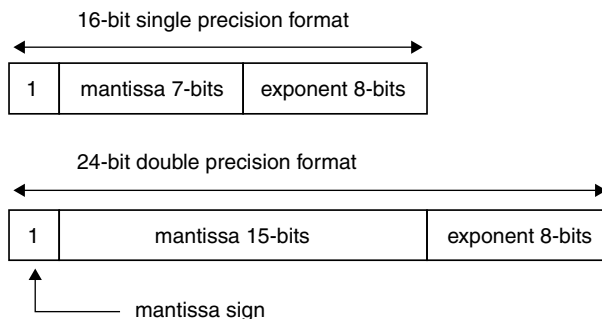 16-bit single precision format
1 mantissa 7-bits exponent 8-bits
24-bit double precision format
1 mantissa 15-bits exponent 8-bits
mantissa sign